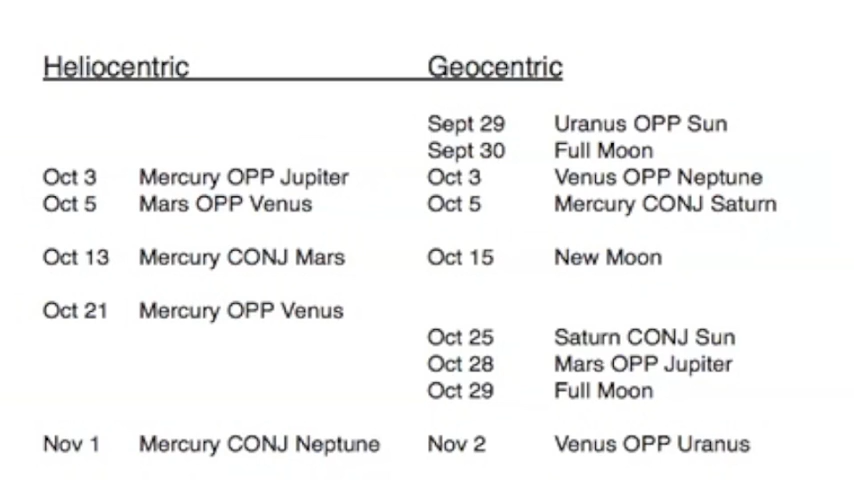 Heliocentric Geocentric
Sept 29 Uranus OPP Sun
Sept 30 Full Moon
Oct 3 Mercury OPP Jupiter Oct 3 Venus OPP Neptune
Oct 5 Mars OPP Venus Oct 5 Mercury CONJ Saturn
Oct 13 Mercury CONJ Mars Oct 15 New Moon
Oct 21 Mercury OPP Venus
Oct 25 Saturn CONJ Sun
Oct 28 Mars OPP Jupiter
Oct 29 Full Moon
Nov 1 Mercury CONJ Neptune Nov 2 Venus OPP Uranus